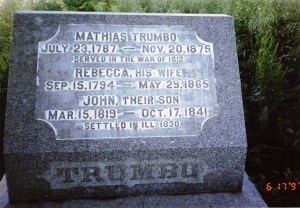 MATHIAS TRUMBO
JULY 23, 1787 – NOV. 20, 1875
SERVED IN THE WAR OF 1812
REBECCA, HIS WIFE
SEP. 15, 1794 – MAY 29, 1865
JOHN, THEIR SON
MAR. 15, 1819 – OCT. 17, 1841
SETTLED IN ILL. 1830
TRUMBO
6 17 '9